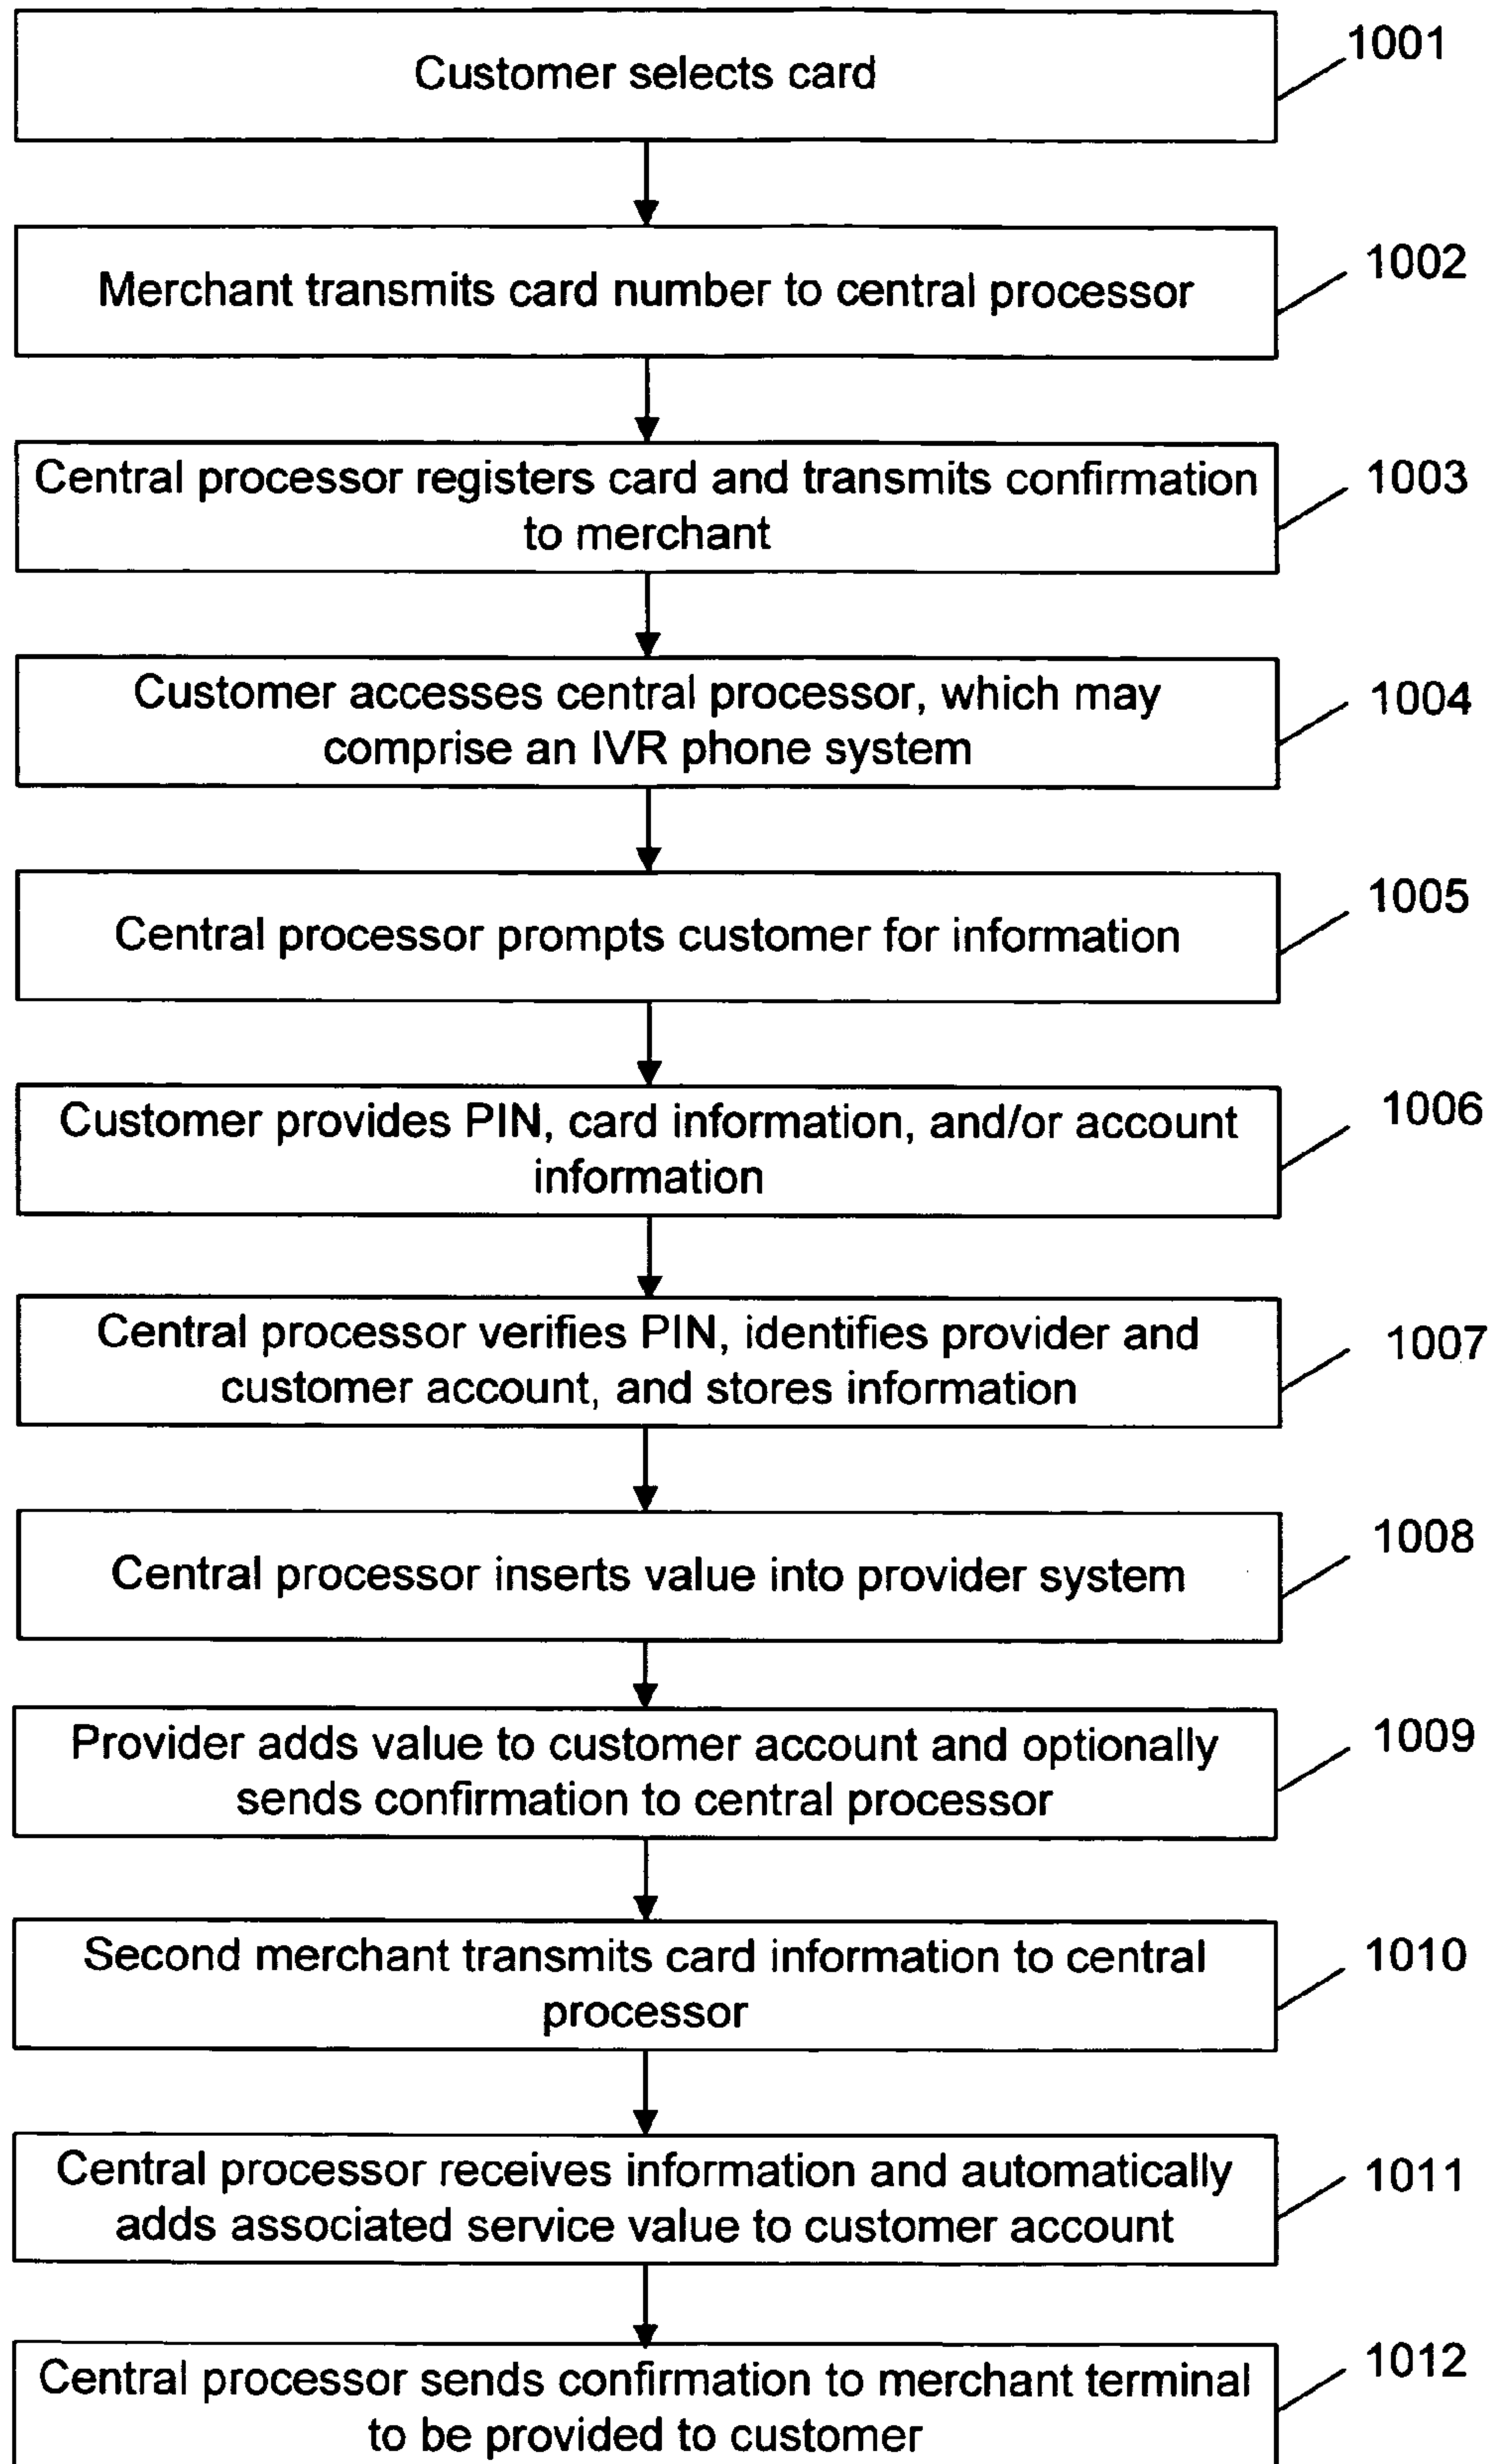 Customer selects card
1001
Merchant transmits card number to central processor
1002
Central processor registers card and transmits confirmation
to merchant
1003
Customer accesses central processor, which may
comprise an IVR phone system
1004
Central processor prompts customer for information
1005
Customer provides PIN, card information, and/or account
information
1006
Central processor verifies PIN, identifies provider and
customer account, and stores information
1007
Central processor inserts value into provider system
1008
Provider adds value to customer account and optionally
sends confirmation to central processor
1009
Second merchant transmits card information to central
processor
1010
Central processor receives information and automatically
adds associated service value to customer account
1011
Central processor sends confirmation to merchant terminal
to be provided to customer
1012